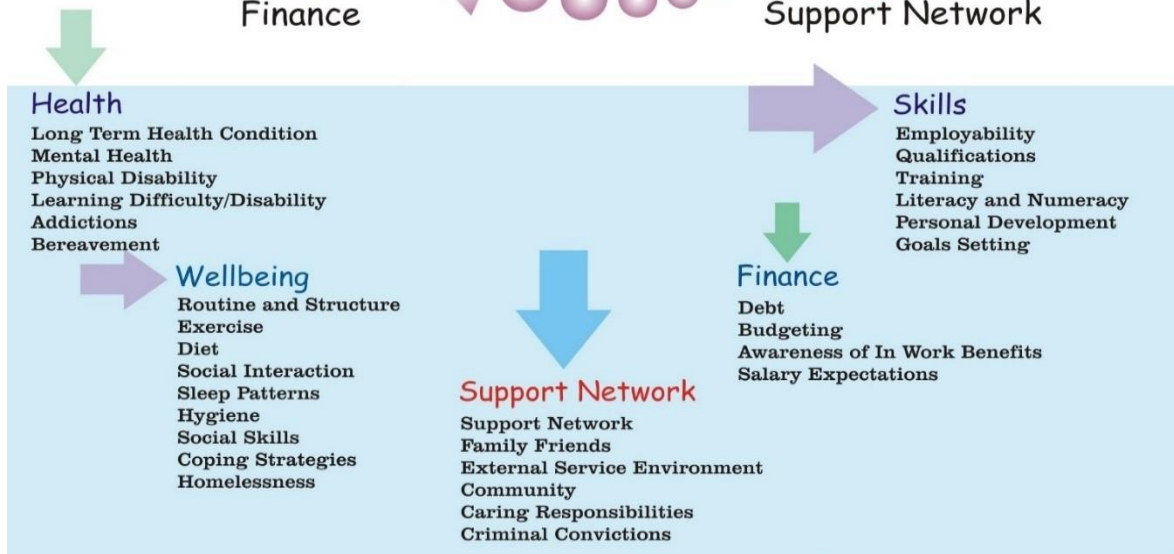 Finance
Support Network
Health
Long Term Health Condition
Mental Health
Physical Disability
Learning Difficulty/Disability
Addictions
Bereavement
Wellbeing
Routine and Structure
Exercise
Diet
Social Interaction
Sleep Patterns
Hygiene
Social Skills
Coping Strategies
Homelessness
Support Network
Support Network
Family Friends
External Service Environment
Community
Caring Responsibilities
Criminal Convictions
Skills
Employability
Qualifications
Training
Literacy and Numeracy
Personal Development
Goals Setting
Finance
Debt
Budgeting
Awareness of In Work Benefits
Salary Expectations